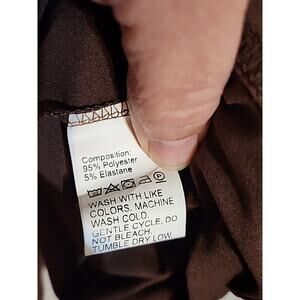 Composition:
95% Polyester
5% Elastane
WASH WITH LIKE
COLORS, MACHINE
WASH COLD.
GENTLE CYCLE. DO
NOT BLEACH.
TUMBLE DRY LOW.